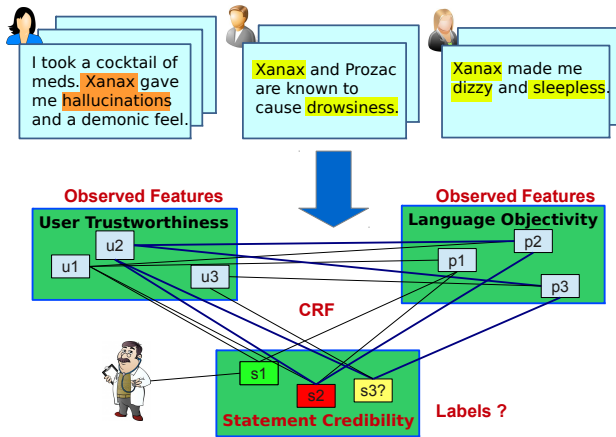 I took a cocktail of
meds. Xanax gave
me hallucinations
and a demonic feel.
Xanax and Prozac
are known to
cause drowsiness.
Xanax made me
dizzy and sleepless.
Observed Features
Observed Features
User Trustworthiness
Language Objectivity
u2
p2
u1
p1
u3
p3
CRF
s1
s2
s3?
Statement Credibility
Labels ?